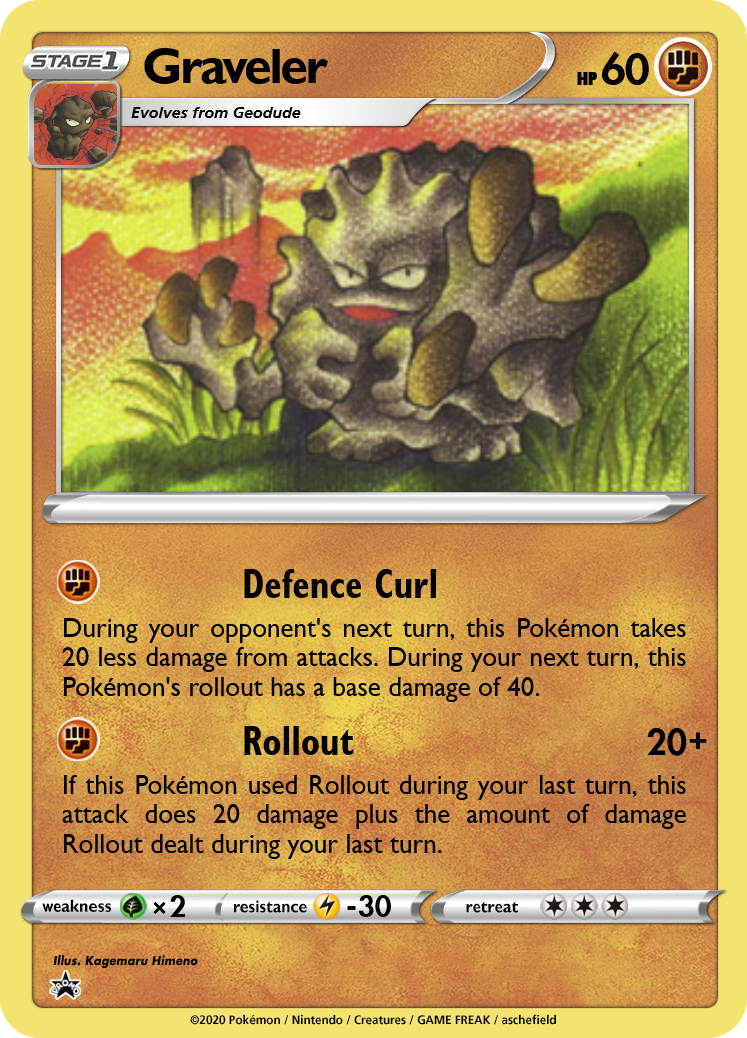 STAGE1
Graveler
HP 60
Evolves from Geodude
Defence Curl
During your opponent's next turn, this Pokémon takes
20 less damage from attacks. During your next turn, this
Pokémon's rollout has a base damage of 40.
Rollout 20+
If this Pokémon used Rollout during your last turn, this
attack does 20 damage plus the amount of damage
Rollout dealt during your last turn.
weakness ×2 resistance -30 retreat
Illus. Kagemaru Himeno
PROMO
©2020 Pokémon / Nintendo / Creatures / GAME FREAK / aschefield